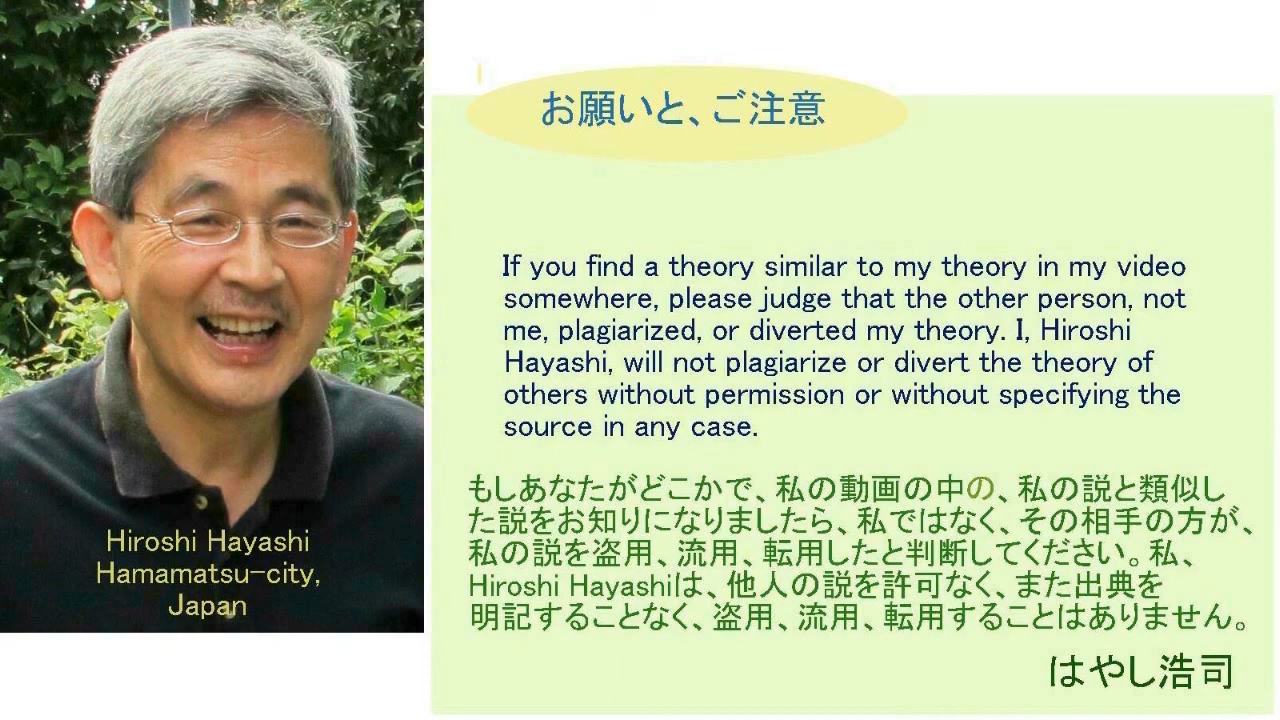 お願いと、ご注意
If you find a theory similar to my theory in my video
somewhere, please judge that the other person, not
me, plagiarized, or diverted my theory. I, Hiroshi
Hayashi, will not plagiarize or divert the theory of
others without permission or without specifying the
source in any case.
もしあなたがどこかで、私の動画の中の、私の説と類似し
た説をお知りになりましたら、私ではなく、その相手の方が、
私の説を盗用、流用、転用したと判断してください。私、
Hiroshi Hayashiは、他人の説を許可なく、また出典を
明記することなく、盗用、流用、転用することはありません。
はやし浩司
Hiroshi Hayashi
Hamamatsu-city,
Japan